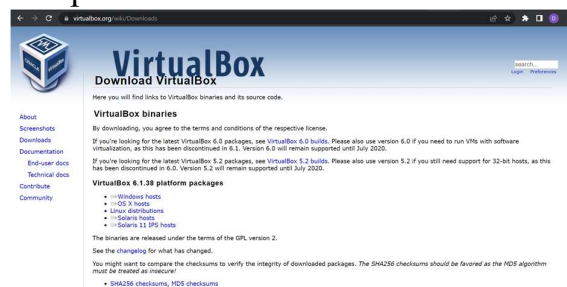 virtualbox.org/wiki/Downloads
VirtualBox
search...
Login Preferences
Download VirtualBox
Here you will find links to VirtualBox binaries and its source code.
VirtualBox binaries
By downloading, you agree to the terms and conditions of the respective license.
If you're looking for the latest VirtualBox 6.0 packages, see VirtualBox 6.0 builds. Please also use version 6.0 if you need to run VMs with software
virtualization, as this has been discontinued in 6.1. Version 6.0 will remain supported until July 2020.
If you're looking for the latest VirtualBox 5.2 packages, see VirtualBox 5.2 builds. Please also use version 5.2 if you still need support for 32-bit hosts, as this
has been discontinued in 6.0. Version 5.2 will remain supported until July 2020.
VirtualBox 6.1.38 platform packages
Windows hosts
OS X hosts
Linux distributions
Solaris hosts
Solaris 11 IPS hosts
The binaries are released under the terms of the GPL version 2.
See the changelog for what has changed.
You might want to compare the checksums to verify the integrity of downloaded packages. The SHA256 checksums should be favored as the MD5 algorithm
must be treated as insecure!
SHA256 checksums, MD5 checksums
About
Screenshots
Downloads
Documentation
End-user docs
Technical docs
Contribute
Community